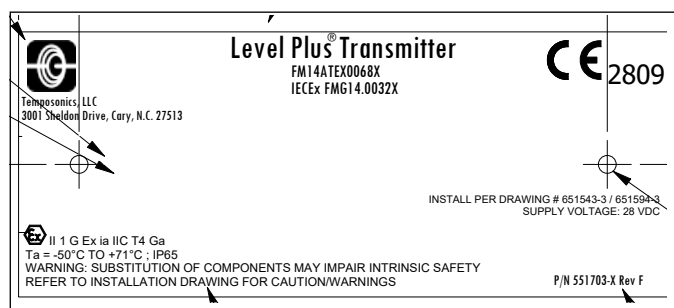 Level Plus® Transmitter
FM14ATEX0068X
IECEx FMG14.0032X
CE 2809
Temposonics, LLC
3001 Sheldon Drive, Cary, N.C. 27513
INSTALL PER DRAWING # 651543-3 / 651594-3
SUPPLY VOLTAGE: 28 VDC
Ex II 1 G Ex ia IIC T4 Ga
Ta = -50°C TO +71°C ; IP65
WARNING: SUBSTITUTION OF COMPONENTS MAY IMPAIR INTRINSIC SAFETY
REFER TO INSTALLATION DRAWING FOR CAUTION/WARNINGS
P/N 551703-X Rev F